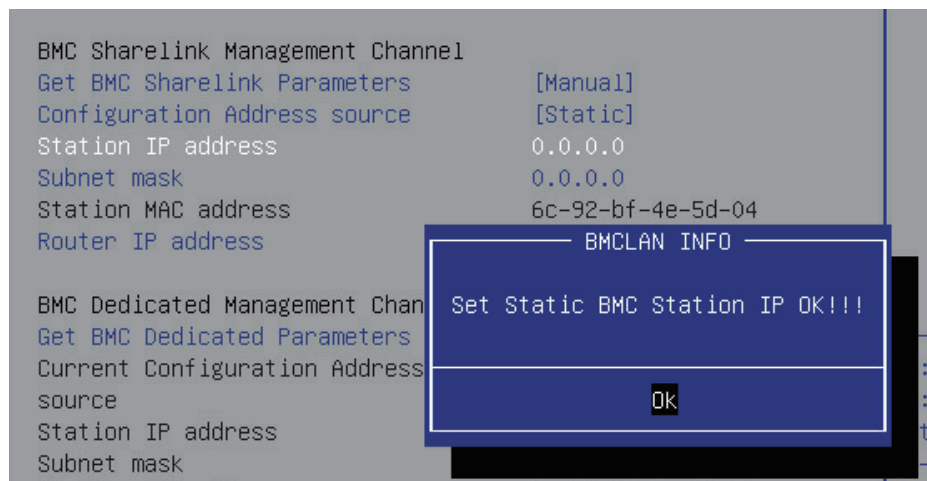 BMC Sharelink Management Channel
Get BMC Sharelink Parameters [Manual]
Configuration Address source [Static]
Station IP address 0.0.0.0
Subnet mask 0.0.0.0
Station MAC address 6c-92-bf-4e-5d-04
Router IP address
BMCLAN INFO
BMC Dedicated Management Chan
Set Static BMC Station IP OK!!!
Get BMC Dedicated Parameters
Current Configuration Address
source
Ok
Station IP address
Subnet mask